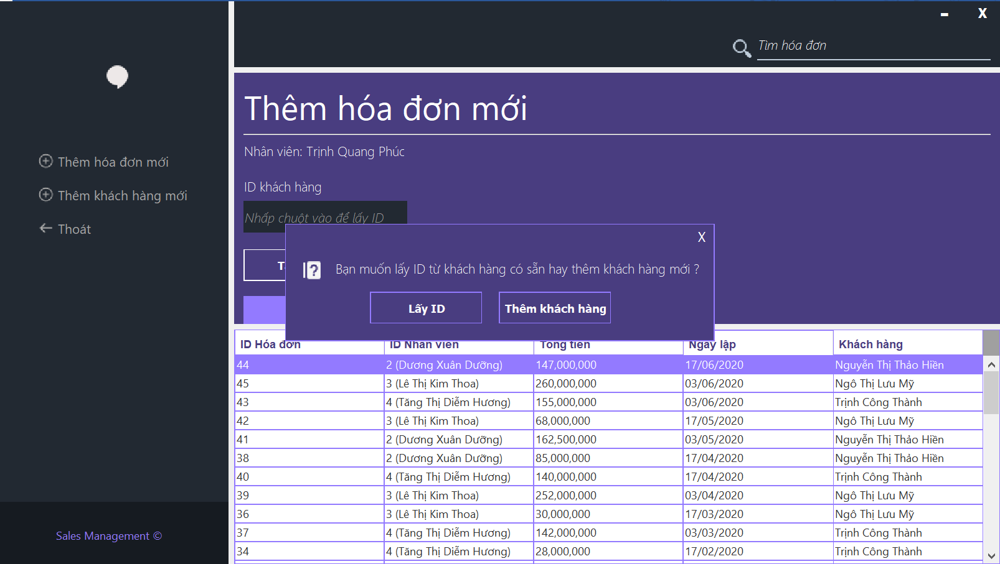 -
X
Tìm hóa đơn
Thêm hóa đơn mới
Thêm khách hàng mới
Thoát
Sales Management ©
Thêm hóa đơn mới
Nhân viên: Trịnh Quang Phúc
ID khách hàng
Nhấp chuột vào để lấy ID
X
Bạn muốn lấy ID từ khách hàng có sẵn hay thêm khách hàng mới ?
Lấy ID
Thêm khách hàng
ID Hóa đơn ID Nhân viên Tổng tiền Ngày lập Khách hàng
44 2 (Dương Xuân Dưỡng) 147,000,000 17/06/2020 Nguyễn Thị Thảo Hiền
45 3 (Lê Thị Kim Thoa) 260,000,000 03/06/2020 Ngô Thị Lưu Mỹ
43 4 (Tăng Thị Diễm Hương) 155,000,000 03/06/2020 Trịnh Công Thành
42 3 (Lê Thị Kim Thoa) 68,000,000 17/05/2020 Ngô Thị Lưu Mỹ
41 2 (Dương Xuân Dưỡng) 162,500,000 03/05/2020 Nguyễn Thị Thảo Hiền
38 2 (Dương Xuân Dưỡng) 85,000,000 17/04/2020 Nguyễn Thị Thảo Hiền
40 4 (Tăng Thị Diễm Hương) 140,000,000 17/04/2020 Trịnh Công Thành
39 3 (Lê Thị Kim Thoa) 252,000,000 03/04/2020 Ngô Thị Lưu Mỹ
36 3 (Lê Thị Kim Thoa) 30,000,000 17/03/2020 Ngô Thị Lưu Mỹ
37 4 (Tăng Thị Diễm Hương) 142,000,000 03/03/2020 Trịnh Công Thành
34 4 (Tăng Thị Diễm Hương) 28,000,000 17/02/2020 Trịnh Công Thành